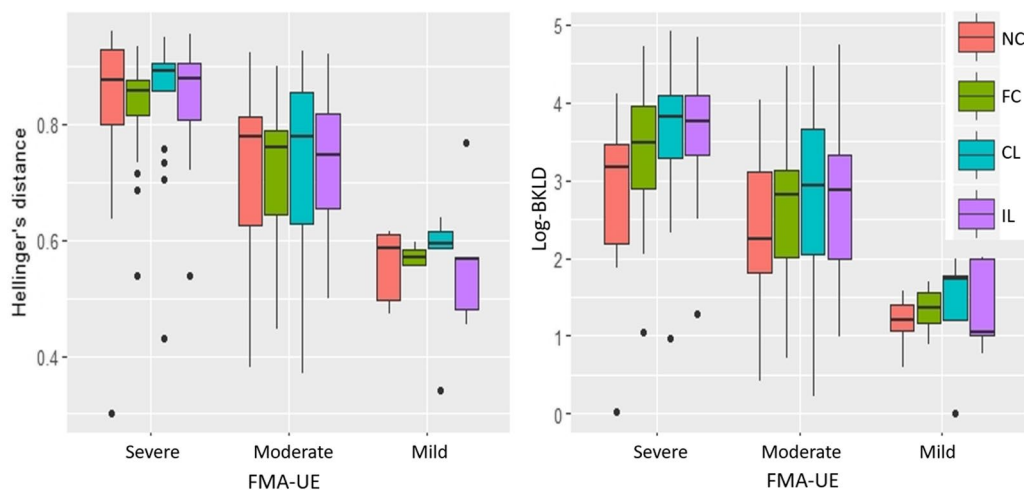 Hellinger's distance
0.8
0.6
0.4
Severe Moderate Mild
FMA-UE
Log-BKLD
5
4
3
2
1
0
Severe Moderate Mild
FMA-UE
NC
FC
CL
IL